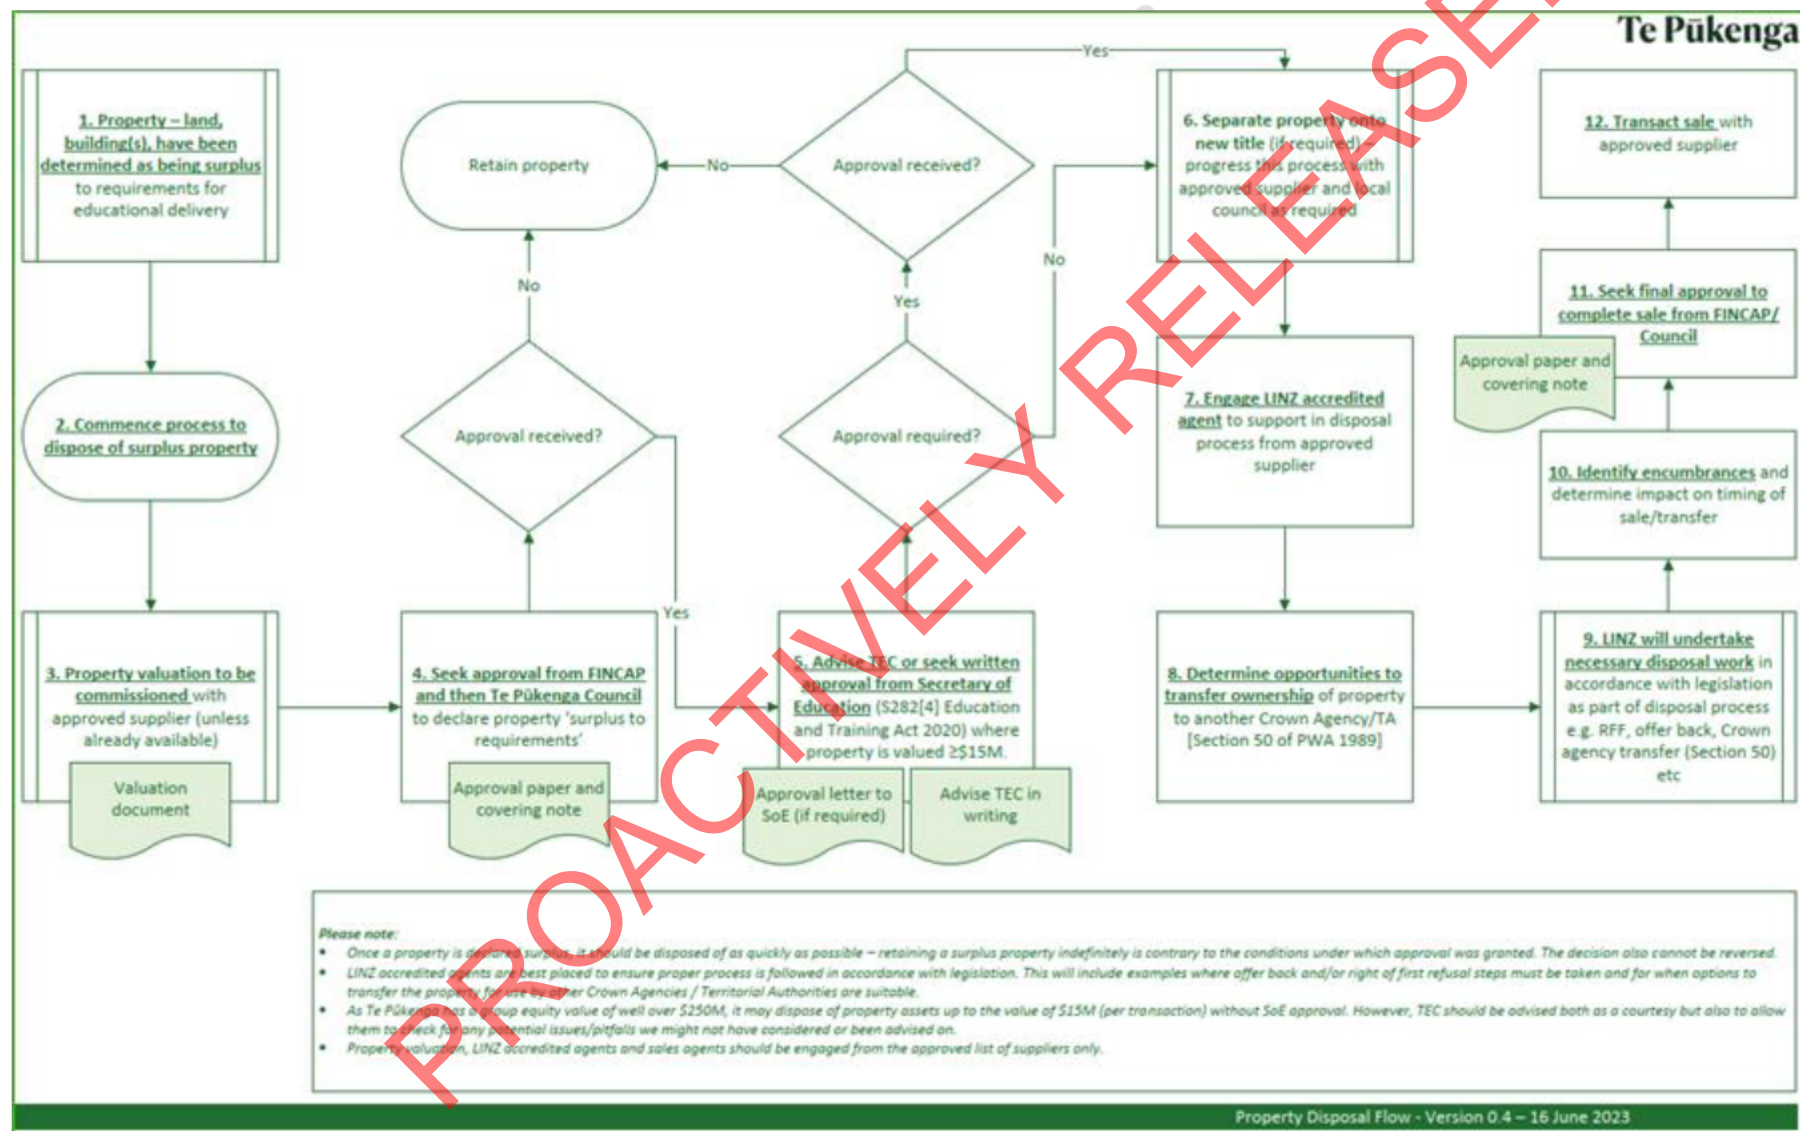 Te Pūkenga
1. Property – land,
building(s), have been
determined as being surplus
to requirements for
educational delivery
2. Commence process to
dispose of surplus property
3. Property valuation to be
commissioned with
approved supplier (unless
already available)
Valuation
document
Retain property
No
Approval received?
Yes
4. Seek approval from FINCAP
and then Te Pūkenga Council
to declare property ‘surplus to
requirements’
Approval paper and
covering note
Yes
No
Approval received?
Yes
Approval required?
No
5. Advise TEC or seek written
approval from Secretary of
Education (S282[4] Education
and Training Act 2020) where
property is valued ≥$15M.
Approval letter to
SoE (if required)
Advise TEC in
writing
6. Separate property onto
new title (if required) –
progress this process with
approved supplier and local
council as required
7. Engage LINZ accredited
agent to support in disposal
process from approved
supplier
8. Determine opportunities to
transfer ownership of property
to another Crown Agency/TA
[Section 50 of PWA 1989]
9. LINZ will undertake
necessary disposal work in
accordance with legislation
as part of disposal process
e.g. RFF, offer back, Crown
agency transfer (Section 50)
etc
10. Identify encumbrances and
determine impact on timing of
sale/transfer
11. Seek final approval to
complete sale from FINCAP/
Council
Approval paper and
covering note
12. Transact sale with
approved supplier
Please note:
• Once a property is declared surplus, it should be disposed of as quickly as possible – retaining a surplus property indefinitely is contrary to the conditions under which approval was granted. The decision also cannot be reversed.
• LINZ accredited agents are best placed to ensure proper process is followed in accordance with legislation. This will include examples where offer back and/or right of first refusal steps must be taken and for when options to
transfer the property for use by other Crown Agencies / Territorial Authorities are suitable.
• As Te Pūkenga has a group equity value of well over $250M, it may dispose of property assets up to the value of $15M (per transaction) without SoE approval. However, TEC should be advised both as a courtesy but also to allow
them to check for any potential issues/pitfalls we might not have considered or been advised on.
• Property valuation, LINZ accredited agents and sales agents should be engaged from the approved list of suppliers only.
Property Disposal Flow - Version 0.4 – 16 June 2023
PROACTIVELY RELEASE